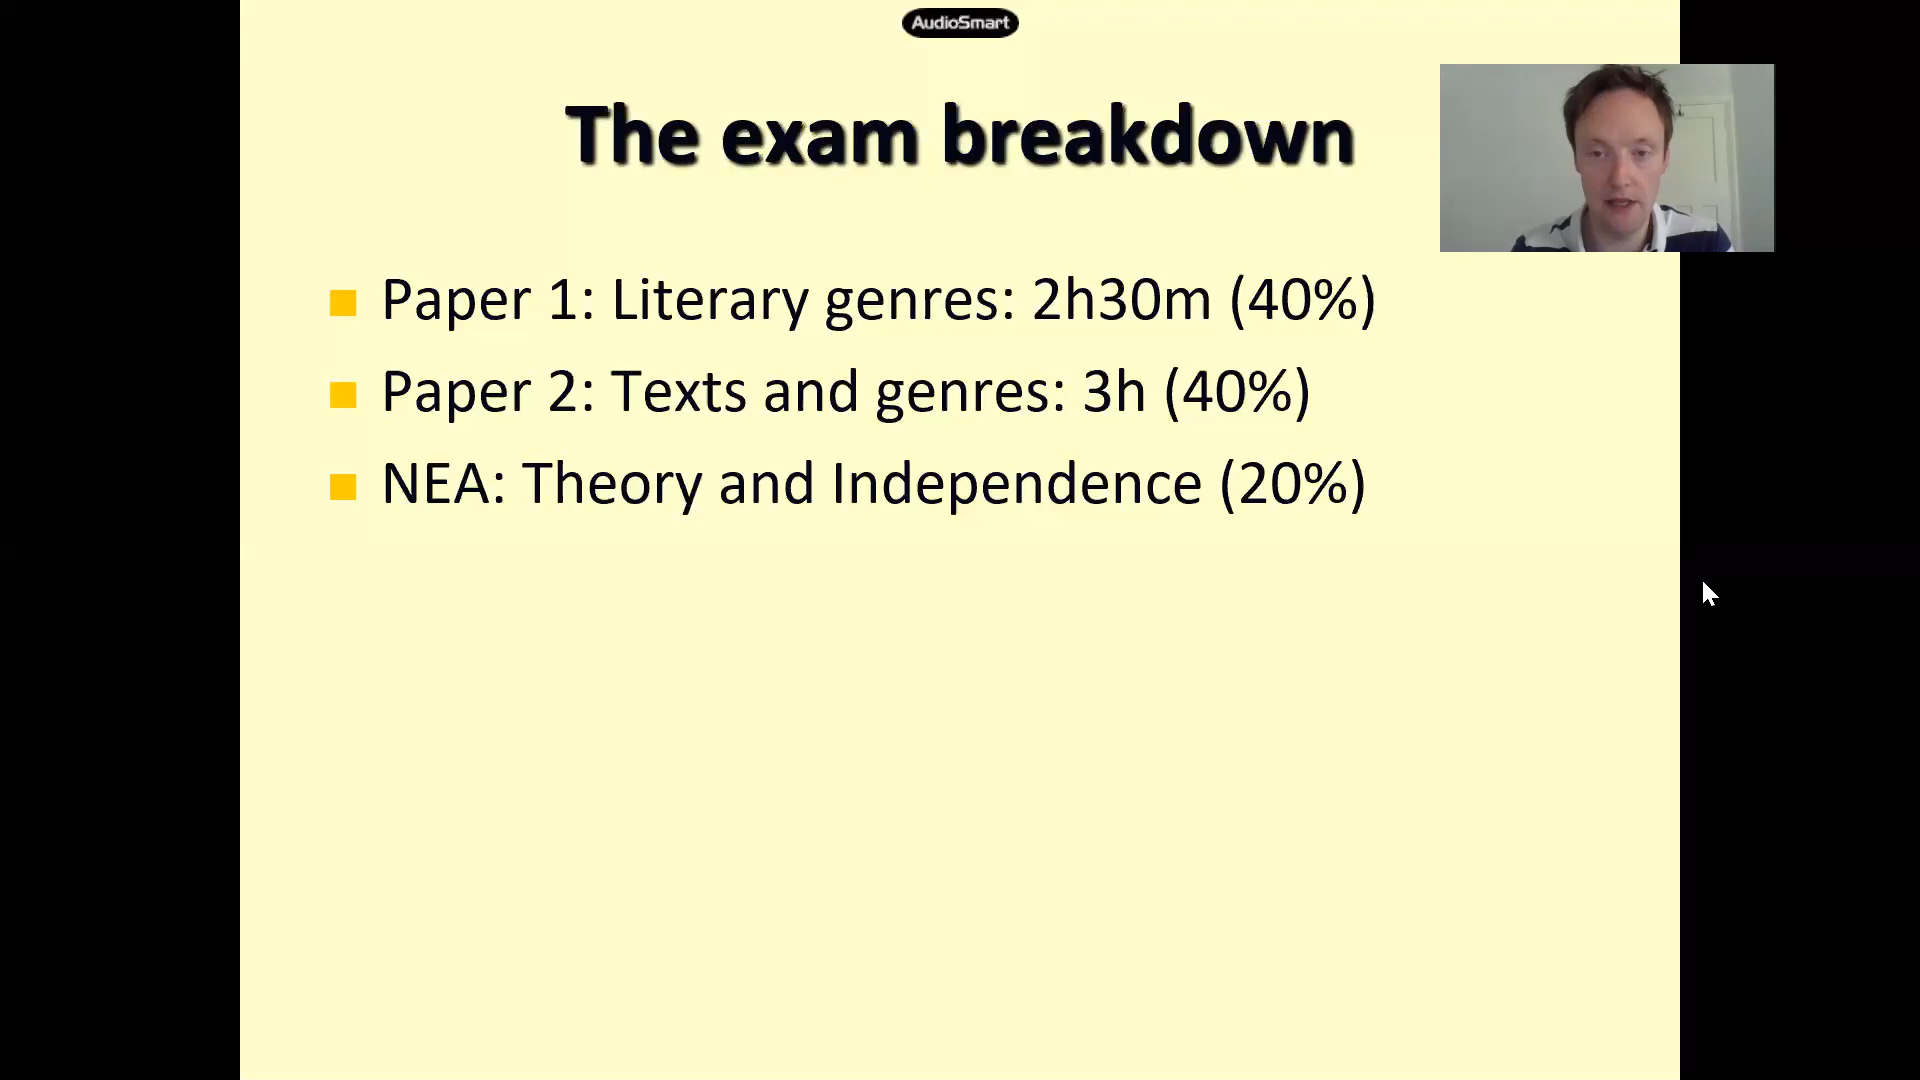 AudioSmart
The exam breakdown
Paper 1: Literary genres: 2h30m (40%)
Paper 2: Texts and genres: 3h (40%)
NEA: Theory and Independence (20%)